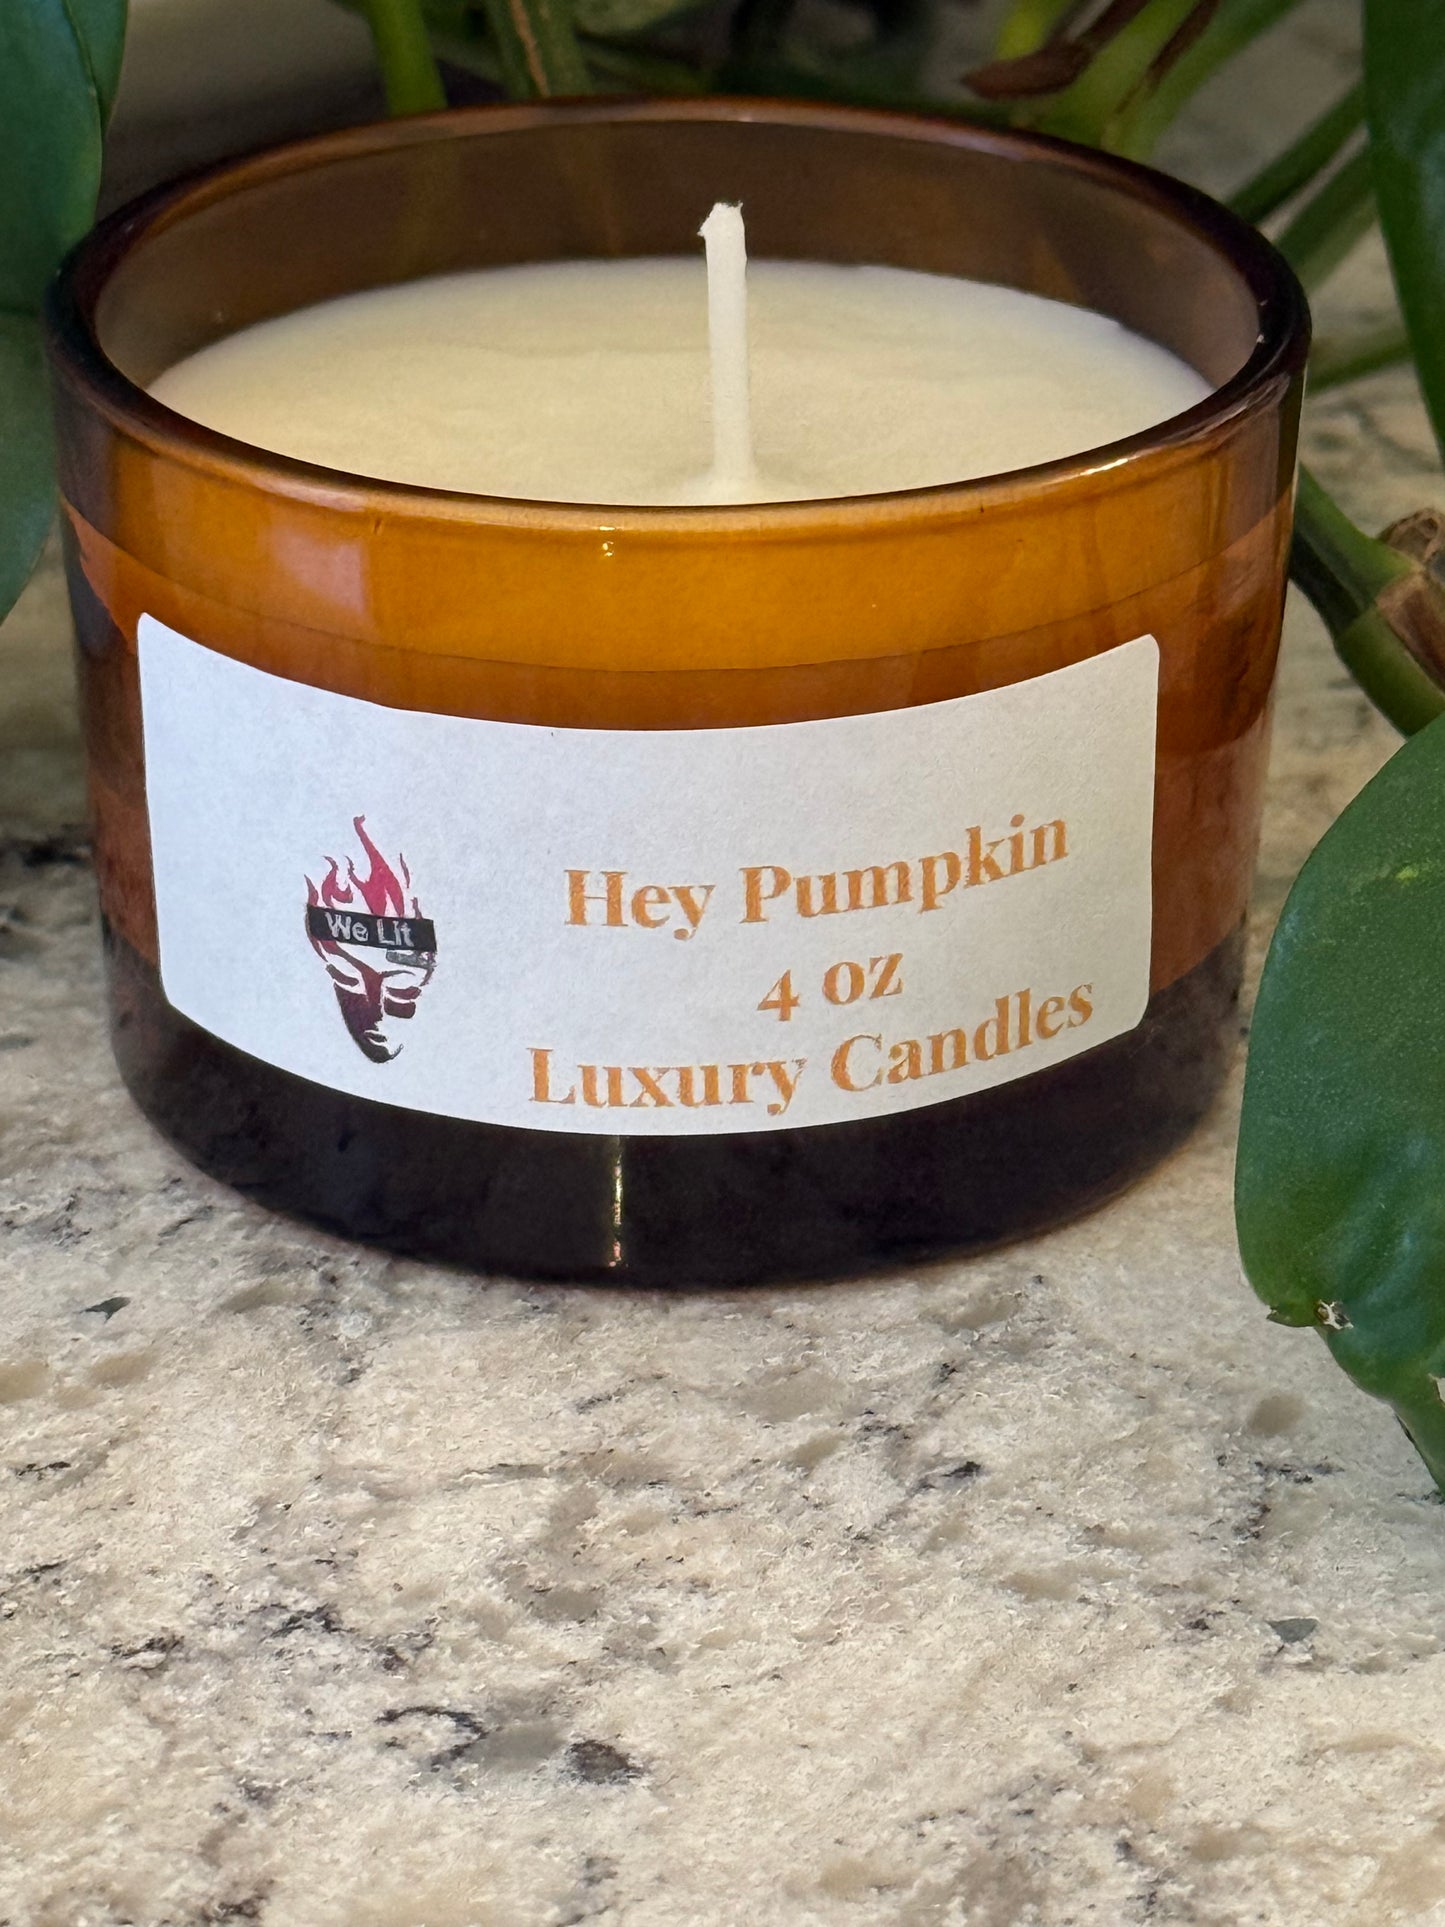 We Lit
Hey Pumpkin
4 oz
Luxury Candles